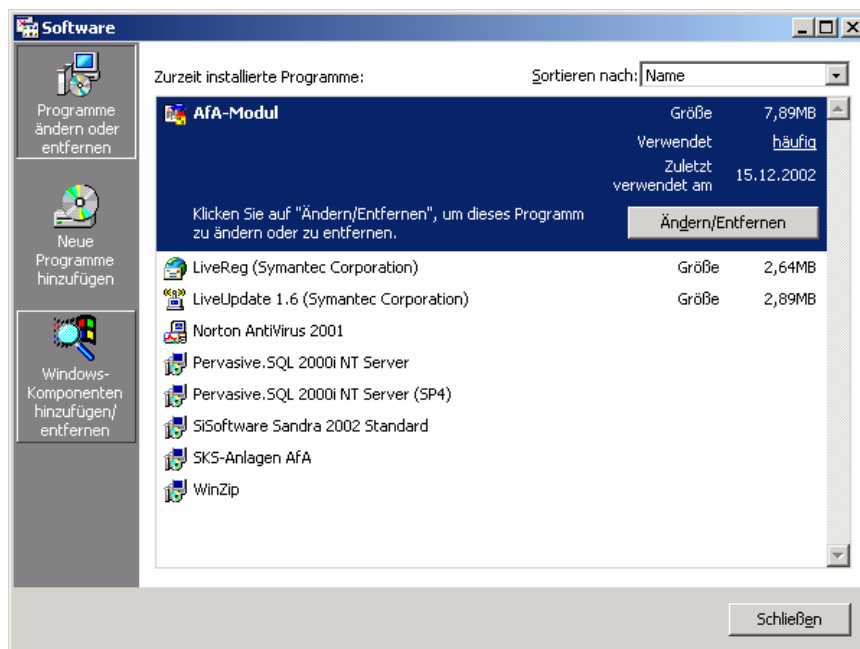 Software
Programme
ändern oder
entfernen
Neue
Programme
hinzufügen
Windows-
Komponenten
hinzufügen/
entfernen
Zurzeit installierte Programme:
Sortieren nach: Name
AfA-Modul Größe 7,89MB
Verwendet häufig
Zuletzt
verwendet am 15.12.2002
Klicken Sie auf "Ändern/Entfernen", um dieses Programm
zu ändern oder zu entfernen.
Ändern/Entfernen
LiveReg (Symantec Corporation) Größe 2,64MB
LiveUpdate 1.6 (Symantec Corporation) Größe 2,89MB
Norton AntiVirus 2001
Pervasive.SQL 2000i NT Server
Pervasive.SQL 2000i NT Server (SP4)
SiSoftware Sandra 2002 Standard
SKS-Anlagen AfA
WinZip
Schließen